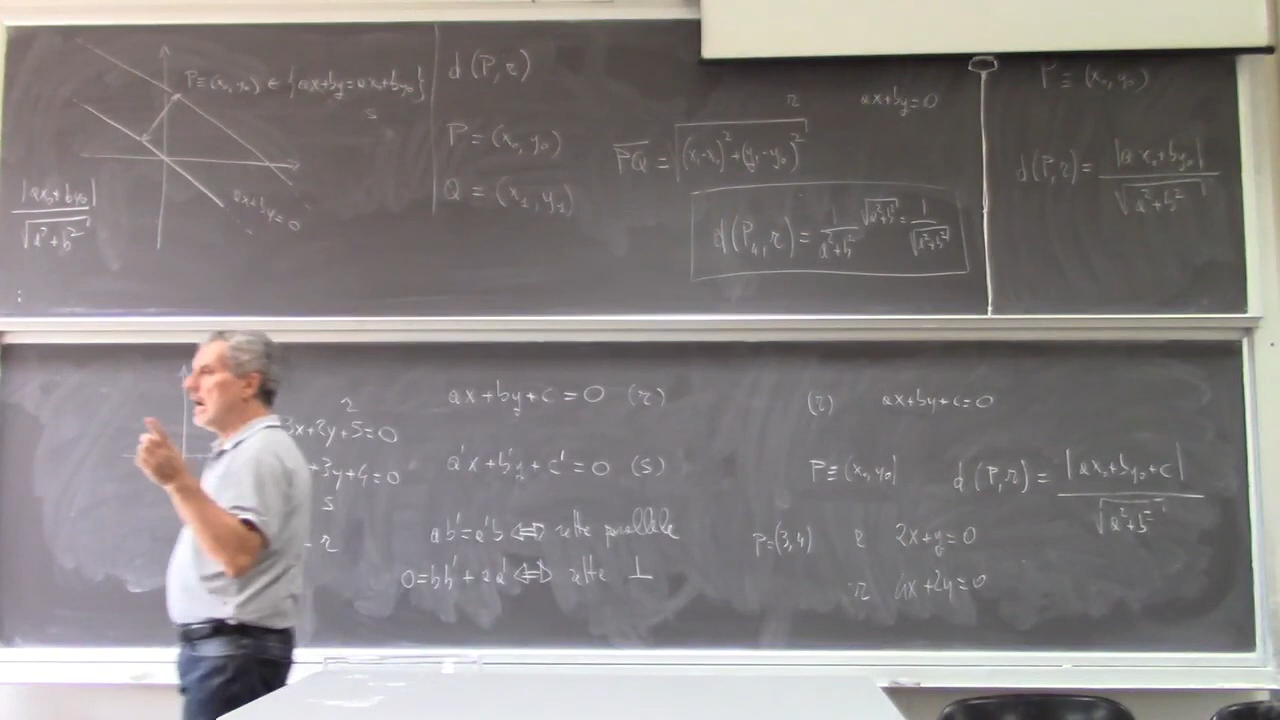 P≡(x₀,y₀) ∈ {ax+by=ax₀+by₀}
s
|ax₀+by₀|
√(a²+b²)
ax+by=0
d(P,r)
P=(x₀,y₀)
Q=(x₁,y₁)
r ax+by=0
PQ=√((x₁-x₀)²+(y₁-y₀)²)
d(P₁,r)=1/(a²+b²) √(a²+b²)=1/√(a²+b²)
P≡(x₀,y₀)
d(P,r)=|ax₀+by₀|/√(a²+b²)
r
3x+2y+5=0
+3y+4=0
s
-r
ax+by+c=0 (r)
a'x+b'y+c'=0 (s)
ab'=a'b ⇔ rette parallele
0=bb'+aa' ⇔ rette ⊥
(r) ax+by+c=0
P≡(x₀,y₀) d(P,r)=|ax₀+by₀+c|/√(a²+b²)
P=(3,4) r 2x+y=0
r 4x+2y=0